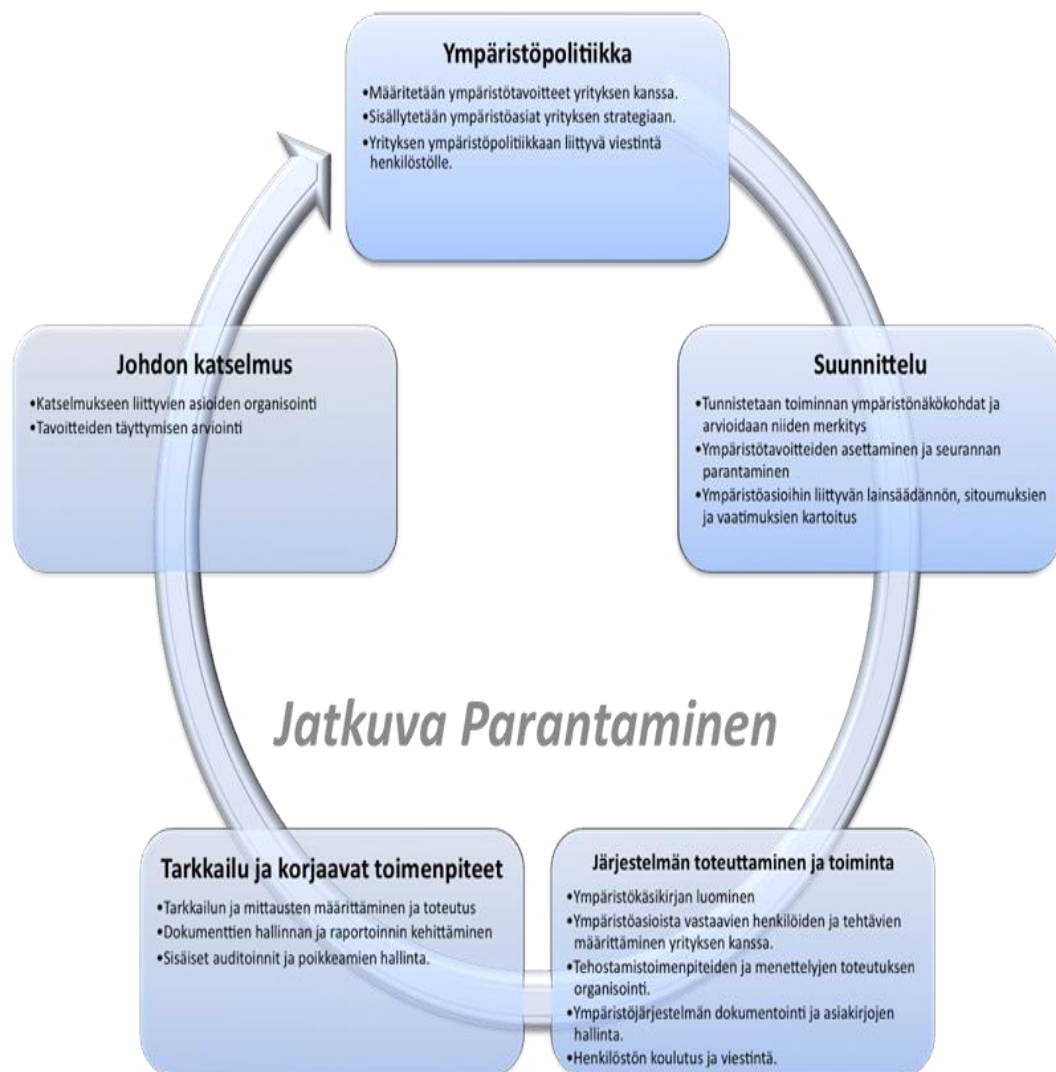 Ympäristöpolitiikka
•Määritetään ympäristötavoitteet yrityksen kanssa.
•Sisällytetään ympäristöasiat yrityksen strategiaan.
•Yrityksen ympäristöpolitiikkaan liittyvä viestintä
henkilöstölle.
Suunnittelu
•Tunnistetaan toiminnan ympäristönäkökohdat ja
arvioidaan niiden merkitys
•Ympäristötavoitteiden asettaminen ja seurannan
parantaminen
•Ympäristöasioihin liittyvän lainsäädännön, sitoumuksien
ja vaatimuksien kartoitus
Järjestelmän toteuttaminen ja toiminta
•Ympäristökäsikirjan luominen
•Ympäristöasioista vastaavien henkilöiden ja tehtävien
määrittäminen yrityksen kanssa.
•Tehostamistoimenpiteiden ja menettelyjen toteutuksen
organisointi.
•Ympäristöjärjestelmän dokumentointi ja asiakirjojen
hallinta.
•Henkilöstön koulutus ja viestintä.
Tarkkailu ja korjaavat toimenpiteet
•Tarkkailun ja mittausten määrittäminen ja toteutus
•Dokumenttien hallinnan ja raportoinnin kehittäminen
•Sisäiset auditoinnit ja poikkeamien hallinta.
Johdon katselmus
•Katselmukseen liittyvien asioiden organisointi
•Tavoitteiden täyttymisen arviointi
Jatkuva Parantaminen